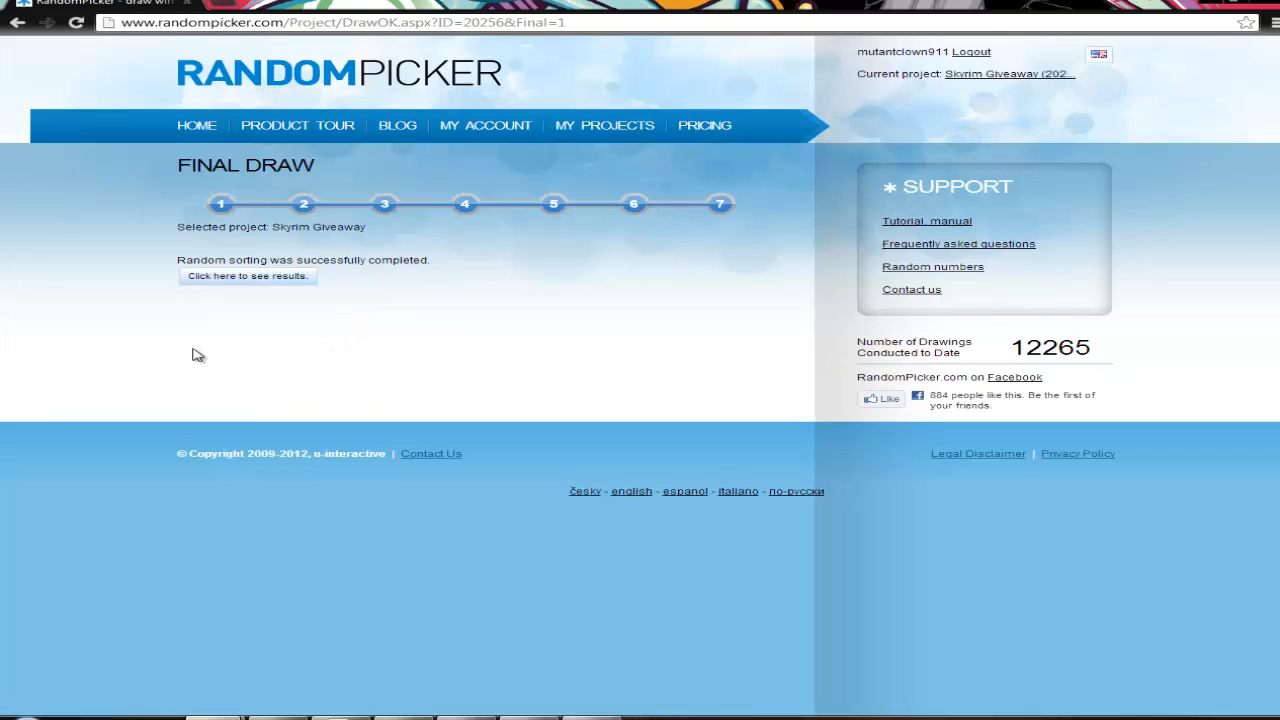 RandomPicker - draw win
www.randompicker.com/Project/DrawOK.aspx?ID=20256&Final=1
mutantclown911 Logout
Current project: Skyrim Giveaway (202...
RANDOMPICKER
HOME PRODUCT TOUR BLOG MY ACCOUNT MY PROJECTS PRICING
FINAL DRAW
1 2 3 4 5 6 7
Selected project: Skyrim Giveaway
Random sorting was successfully completed.
Click here to see results.
* SUPPORT
Tutorial, manual
Frequently asked questions
Random numbers
Contact us
Number of Drawings
Conducted to Date
12265
RandomPicker.com on Facebook
Like
884 people like this. Be the first of
your friends.
© Copyright 2009-2012, u-interactive | Contact Us
Legal Disclaimer | Privacy Policy
česky - english - espanol - italiano - по-русски